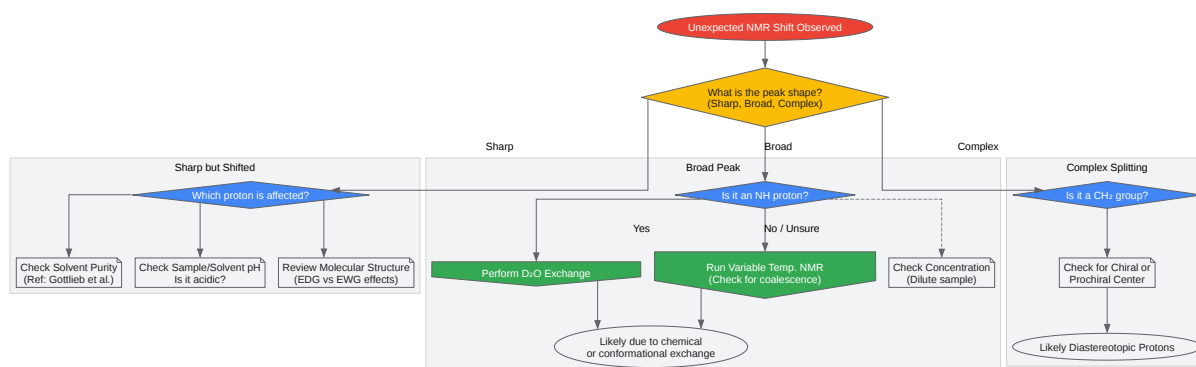 Unexpected NMR Shift Observed
What is the peak shape?
(Sharp, Broad, Complex)
Sharp
Broad
Complex
Sharp but Shifted
Broad Peak
Complex Splitting
Which proton is affected?
Is it an NH proton?
Is it a CH₂ group?
Yes
No / Unsure
Check Solvent Purity
(Ref: Gottlieb et al.)
Check Sample/Solvent pH
Is it acidic?
Review Molecular Structure
(EDG vs EWG effects)
Perform D₂O Exchange
Run Variable Temp. NMR
(Check for coalescence)
Check Concentration
(Dilute sample)
Check for Chiral or
Prochiral Center
Likely due to chemical
or conformational exchange
Likely Diastereotopic Protons